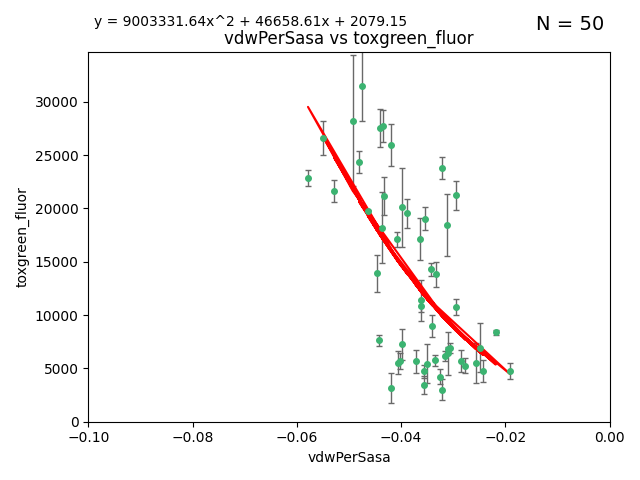 y = 9003331.64x^2 + 46658.61x + 2079.15
N = 50
vdwPerSasa vs toxgreen_fluor
30000
25000
20000
15000
10000
5000
0
toxgreen_fluor
−0.10 −0.08 −0.06 −0.04 −0.02 0.00
vdwPerSasa